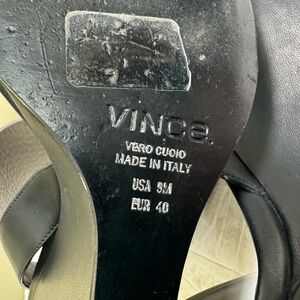 VINCE
VERO CUOIO
MADE IN ITALY
USA 9M
EUR 40